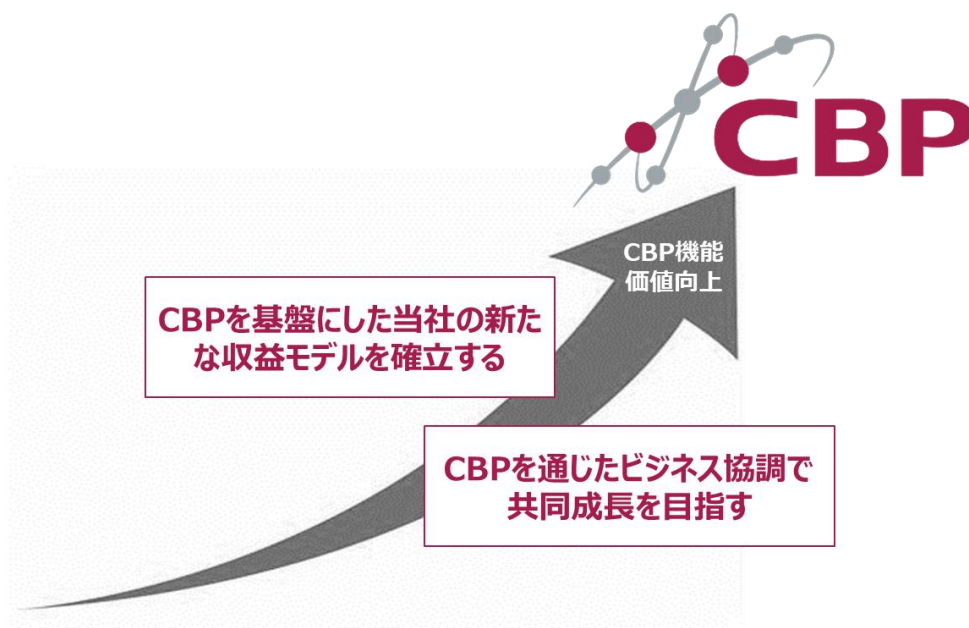 CBP
CBP機能
価値向上
CBPを基盤にした当社の新た
な収益モデルを確立する
CBPを通じたビジネス協調で
共同成長を目指す